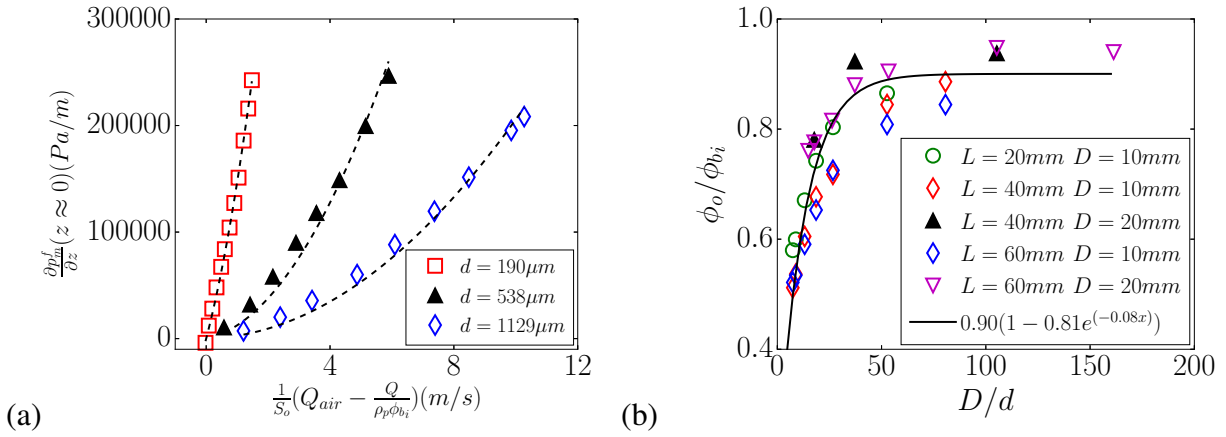 300000
200000
100000
0
∂p_m^f/∂z (z ≈ 0)(Pa/m)
d = 190μm
d = 538μm
d = 1129μm
0 4 8 12
1/S_o (Q_air − Q/(ρ_p ϕ_bi))(m/s)
(a)
1.0
0.8
0.6
0.4
ϕ_o/ϕ_bi
L = 20mm D = 10mm
L = 40mm D = 10mm
L = 40mm D = 20mm
L = 60mm D = 10mm
L = 60mm D = 20mm
0.90(1 − 0.81e^(−0.08x))
0 50 100 150 200
D/d
(b)